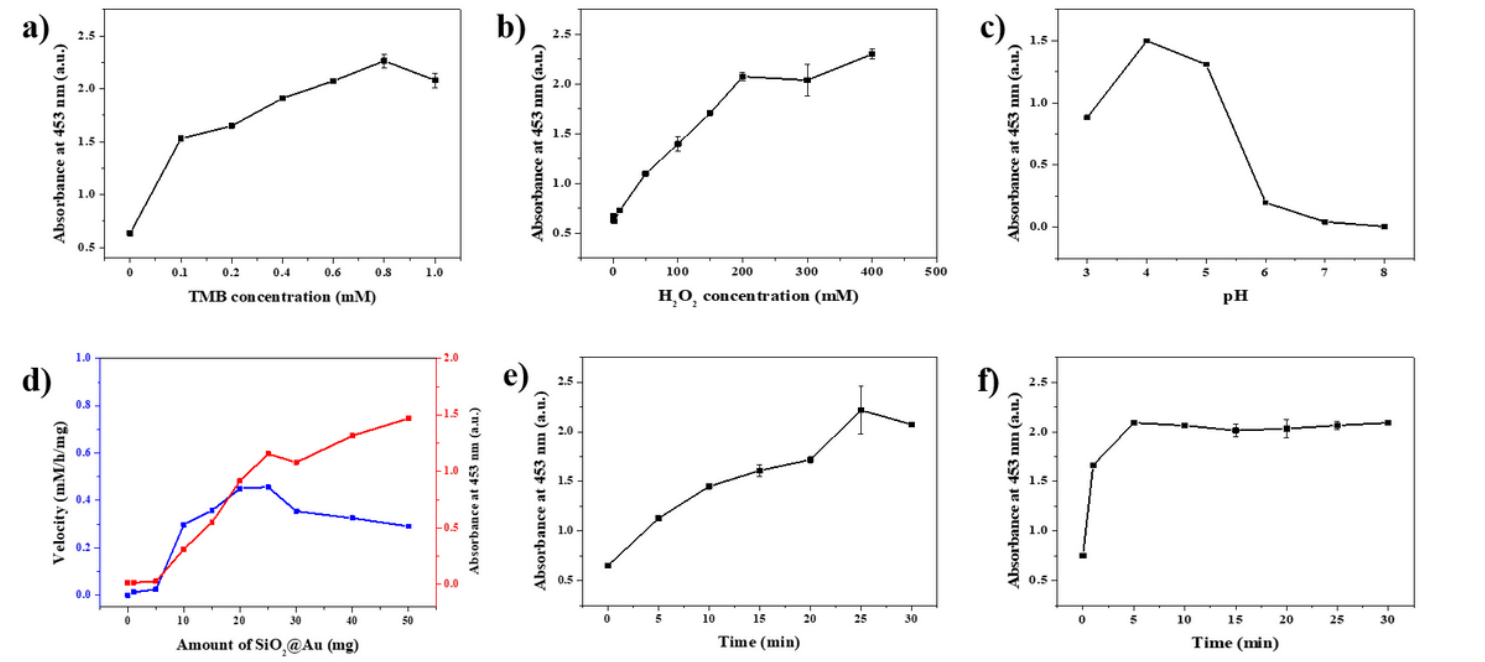 a)
Absorbance at 453 nm (a.u.)
2.5
2.0
1.5
1.0
0.5
0 0.1 0.2 0.4 0.6 0.8 1.0
TMB concentration (mM)
b)
Absorbance at 453 nm (a.u.)
2.5
2.0
1.5
1.0
0.5
0 100 200 300 400 500
H2O2 concentration (mM)
c)
Absorbance at 453 nm (a.u.)
1.5
1.0
0.5
0.0
3 4 5 6 7 8
pH
d)
Velocity (mM/h/mg)
1.0
0.8
0.6
0.4
0.2
0.0
0 10 20 30 40 50
Amount of SiO2@Au (mg)
2.0
1.5
1.0
0.5
0.0
Absorbance at 453 nm (a.u.)
e)
Absorbance at 453 nm (a.u.)
2.5
2.0
1.5
1.0
0.5
0 5 10 15 20 25 30
Time (min)
f)
Absorbance at 453 nm (a.u.)
2.5
2.0
1.5
1.0
0.5
0 5 10 15 20 25 30
Time (min)